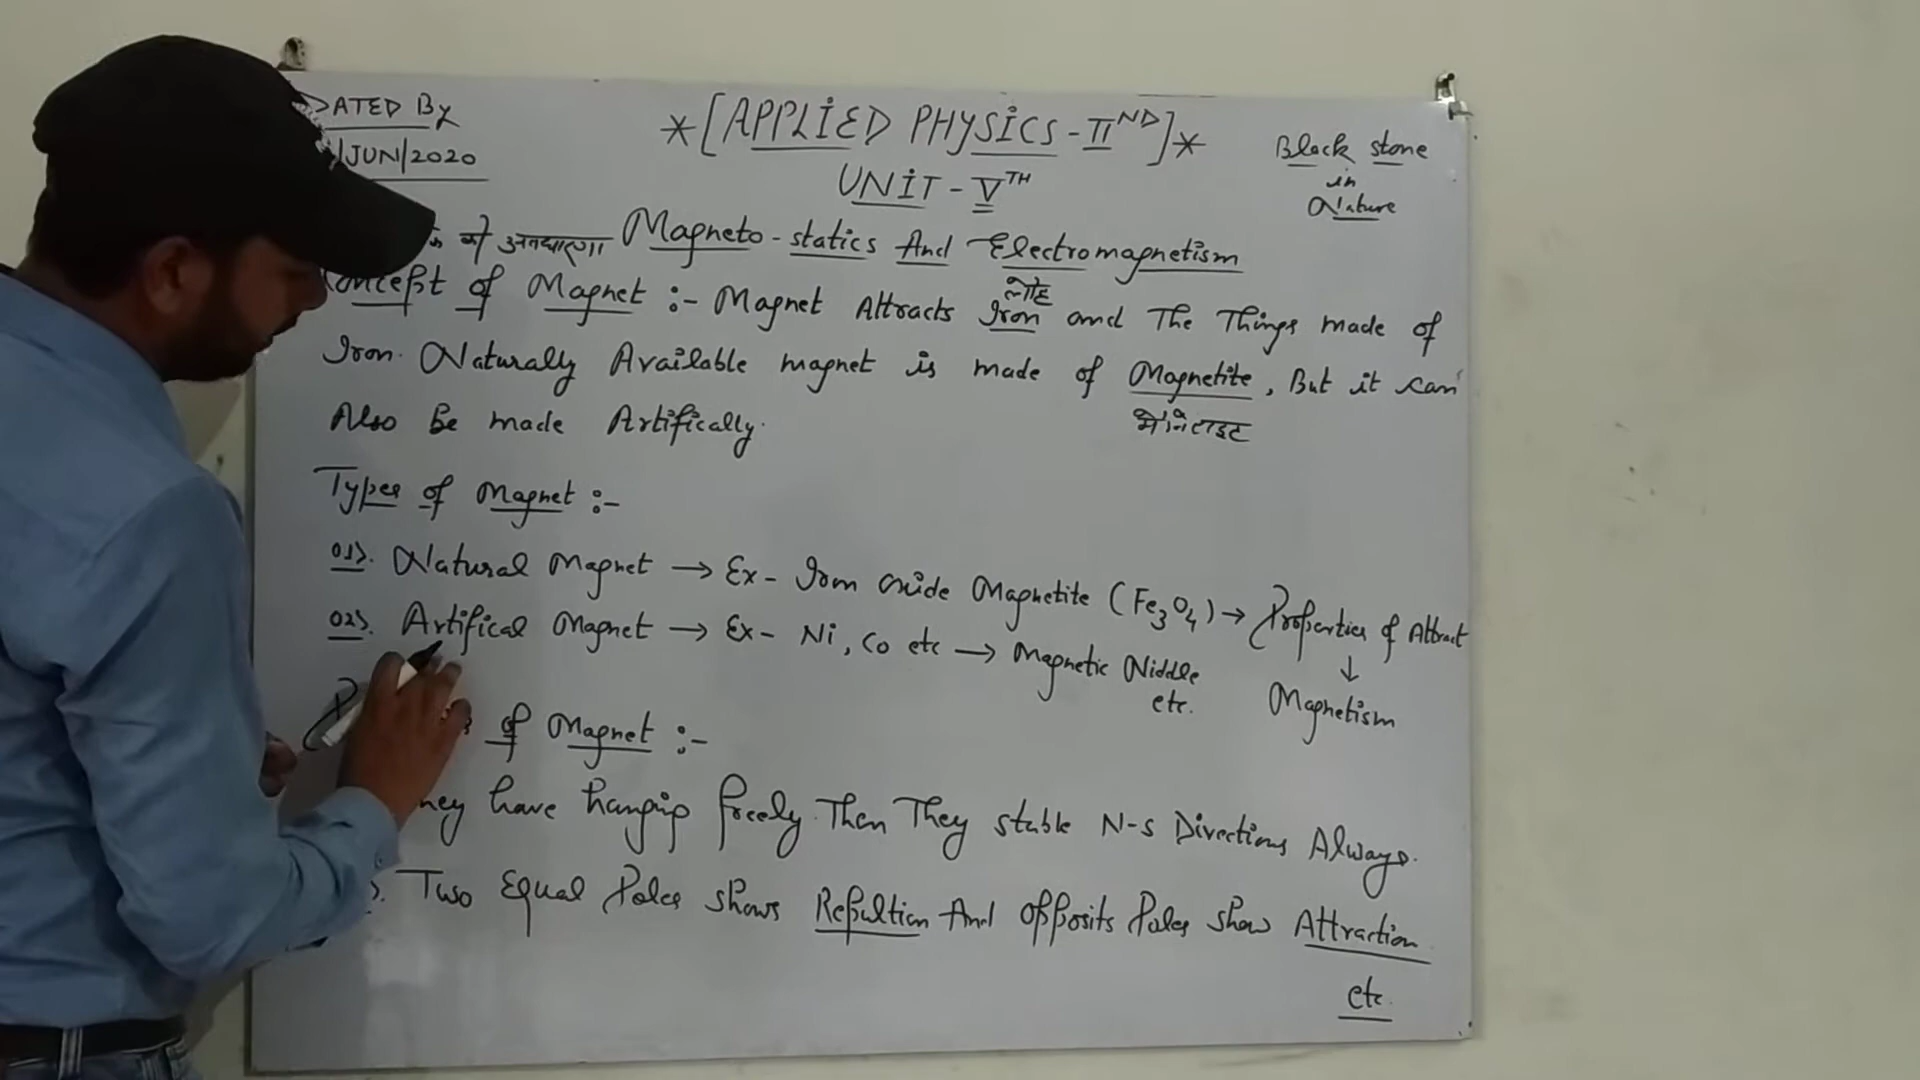 DATED By
/JUN/2020
*[APPLIED PHYSICS-IIND]*
UNIT-VTH
Black stone
in
Nature
की अवधारणा Magneto-statics And Electromagnetism
Concept of Magnet :- Magnet Attracts Iron and The Things made of
लोह
Iron. Naturally Available magnet is made of Magnetite, But it can
मैग्नेटाइट
Also Be made Artifically.
Types of Magnet :-
01). Natural Magnet → Ex- Iron oxide Magnetite (Fe3O4) → Properties of Attract
↓
Magnetism
02). Artifical Magnet → Ex- Ni, Co etc → Magnetic Niddle
etc.
of Magnet :-
They have hanging freely Then They stable N-S Directions Always.
). Two Equal Poles shows Repultion And opposits Poles show Attraction
etc.